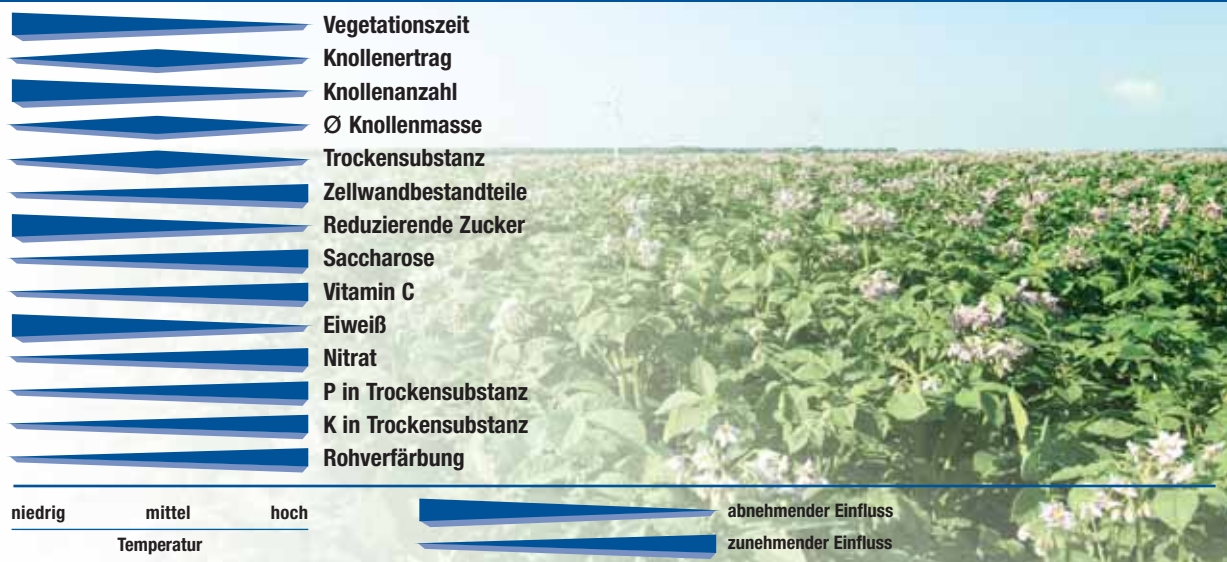 Vegetationszeit
Knollenertrag
Knollenanzahl
Ø Knollenmasse
Trockensubstanz
Zellwandbestandteile
Reduzierende Zucker
Saccharose
Vitamin C
Eiweiß
Nitrat
P in Trockensubstanz
K in Trockensubstanz
Rohverfärbung
niedrig mittel hoch
Temperatur
abnehmender Einfluss
zunehmender Einfluss